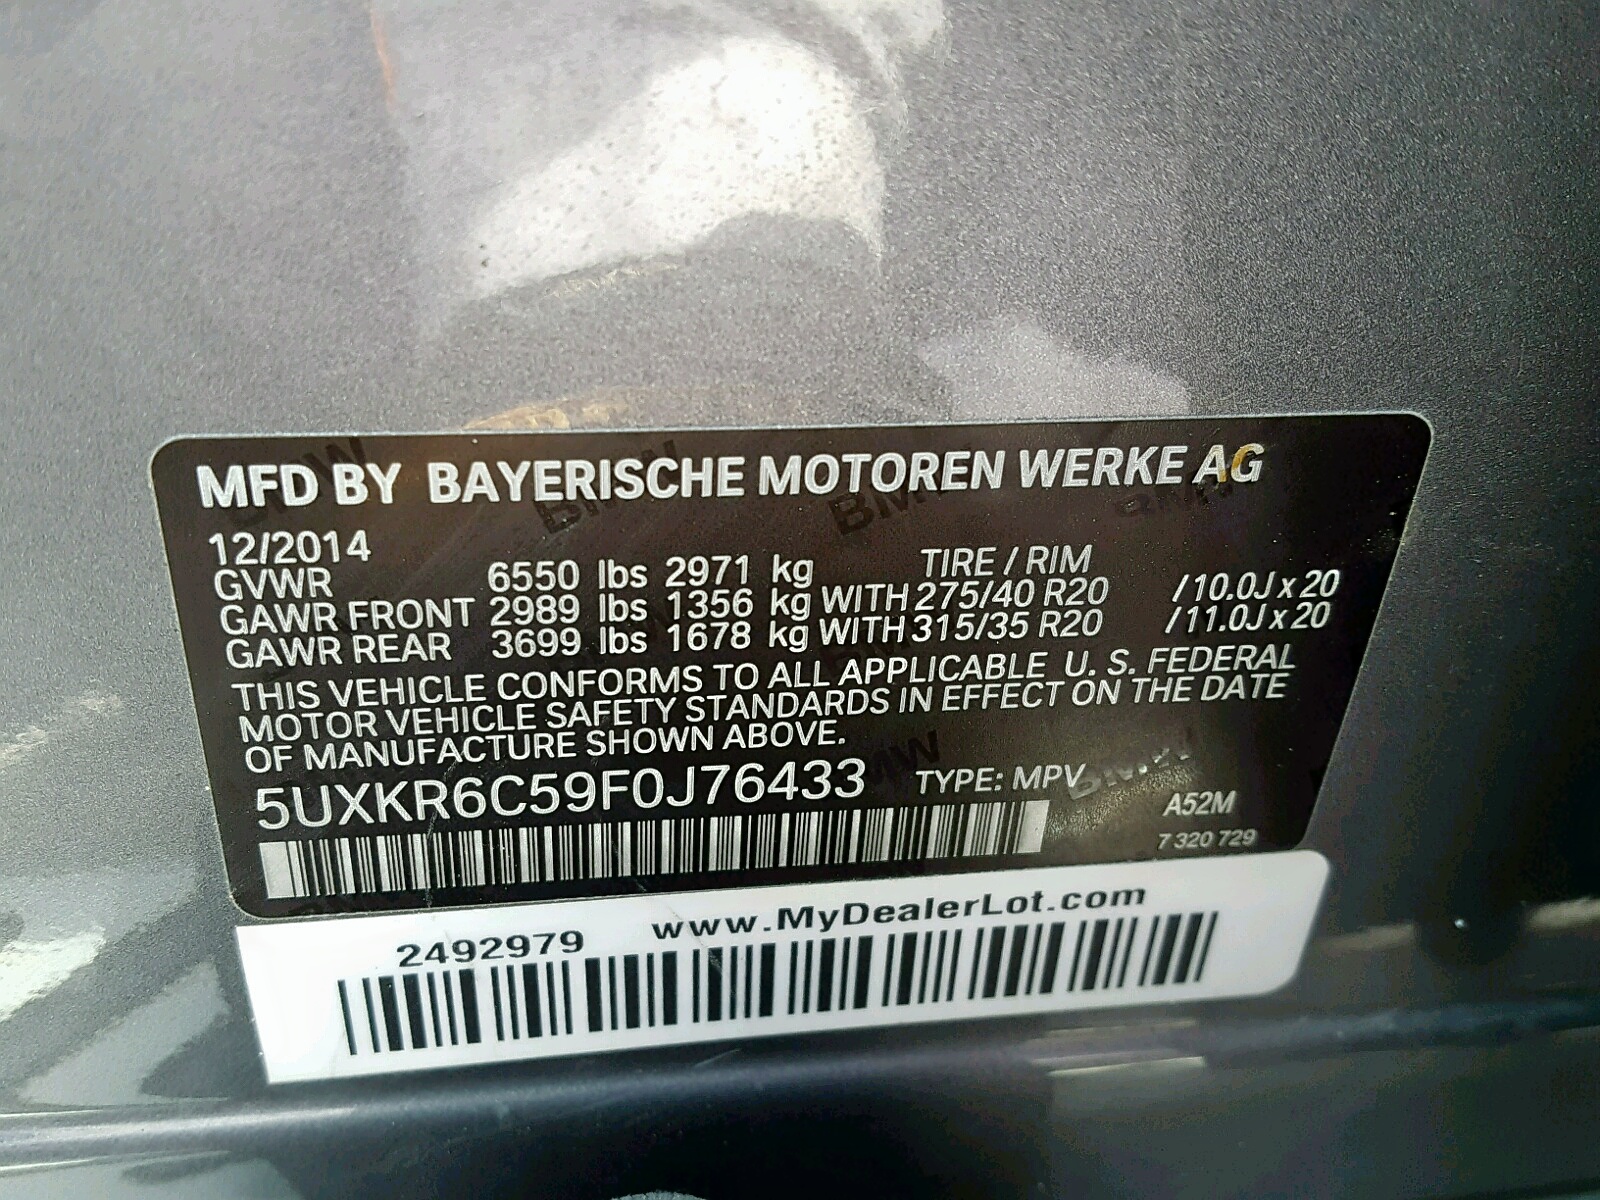 MFD BY BAYERISCHE MOTOREN WERKE AG
12/2014 TIRE / RIM
GVWR 6550 lbs 2971 kg
GAWR FRONT 2989 lbs 1356 kg WITH 275/40 R20 /10.0J x 20
GAWR REAR 3699 lbs 1678 kg WITH 315/35 R20 /11.0J x 20
THIS VEHICLE CONFORMS TO ALL APPLICABLE U. S. FEDERAL
MOTOR VEHICLE SAFETY STANDARDS IN EFFECT ON THE DATE
OF MANUFACTURE SHOWN ABOVE.
5UXKR6C59F0J76433 TYPE: MPV
A52M
7 320 729
2492979 www.MyDealerLot.com